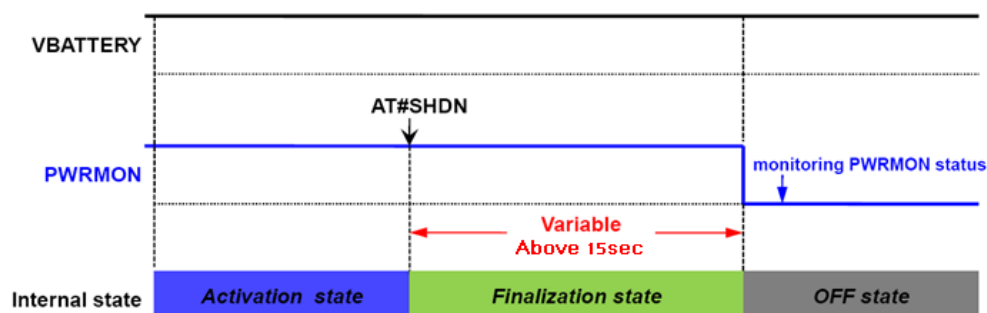 VBATTERY
AT#SHDN
PWRMON
monitoring PWRMON status
Variable
Above 15sec
Internal state
Activation state
Finalization state
OFF state